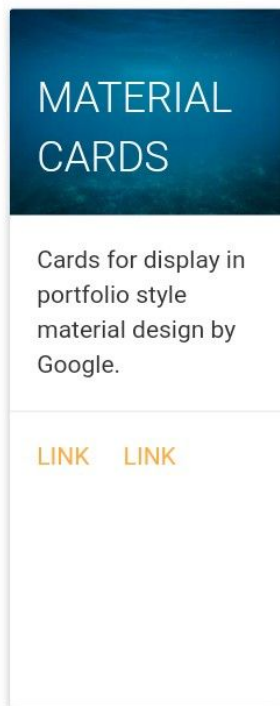 MATERIAL
CARDS
Cards for display in
portfolio style
material design by
Google.
LINK LINK